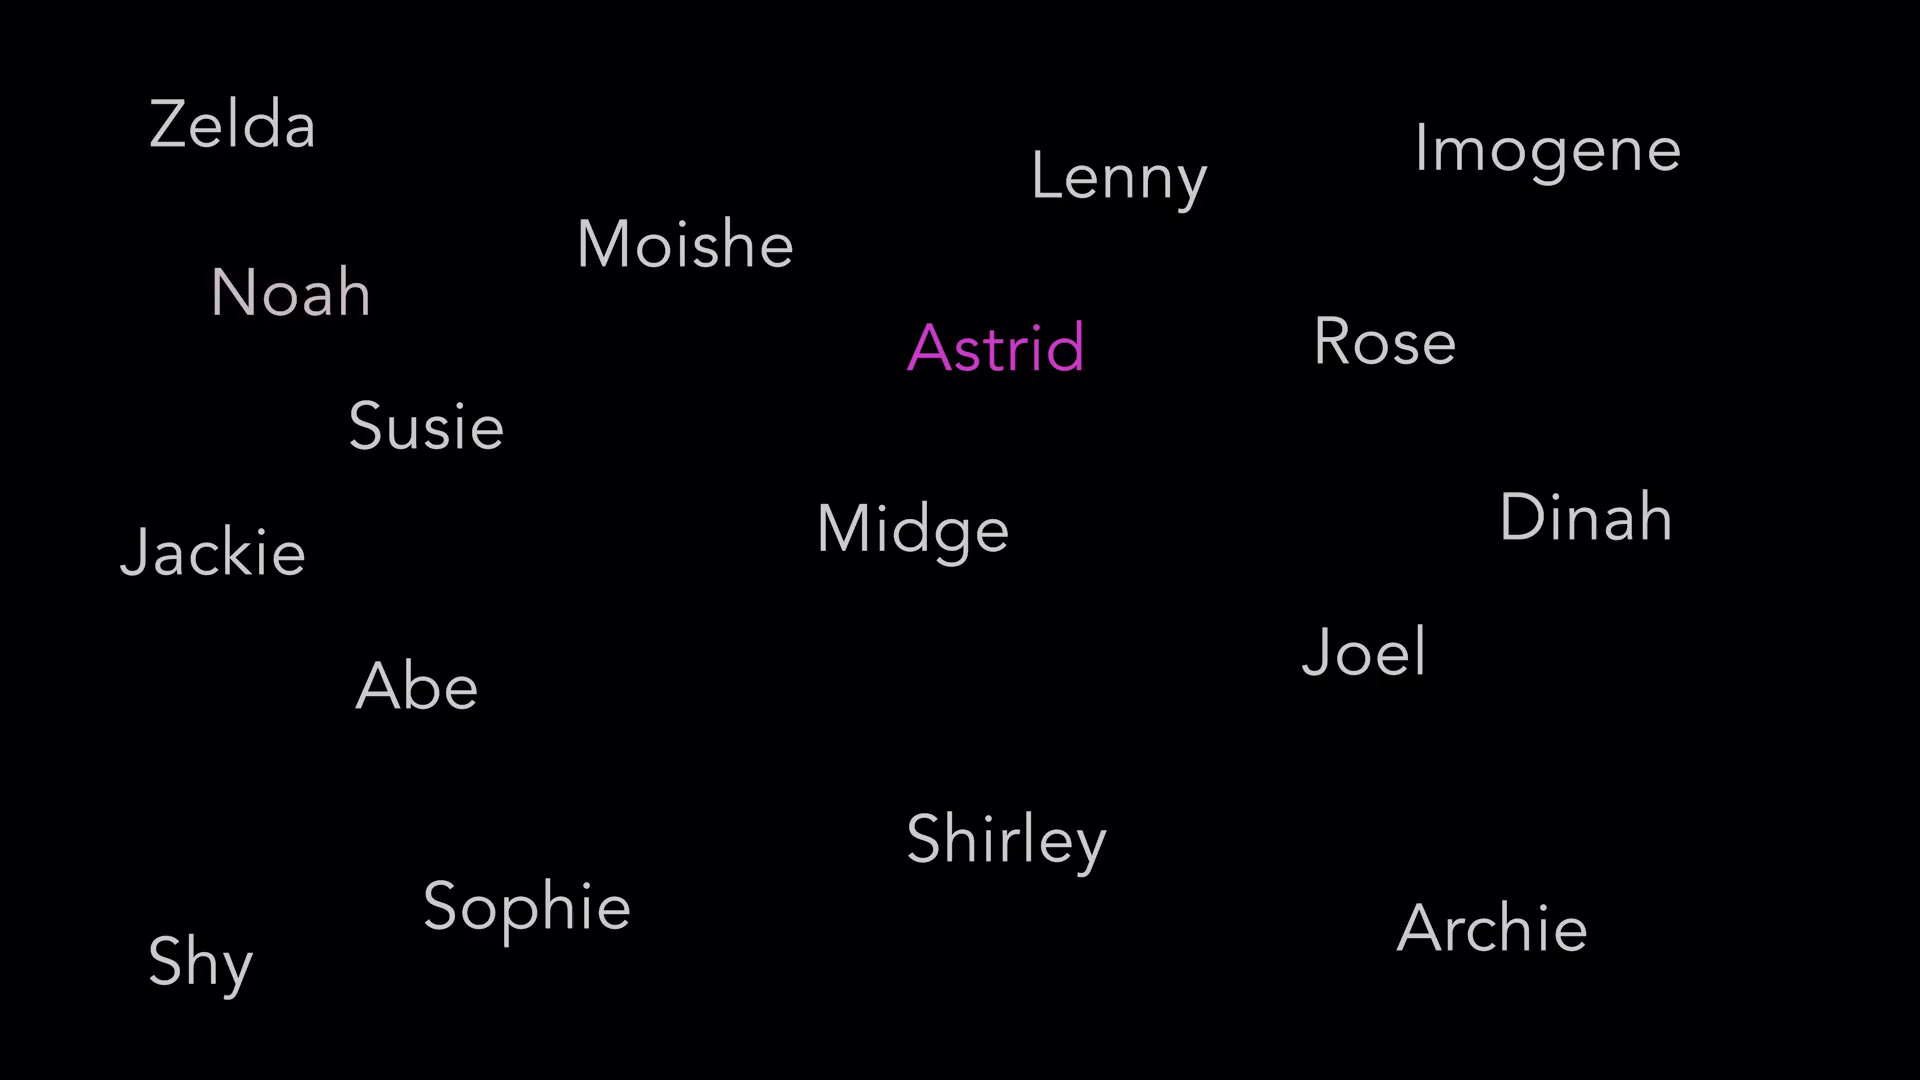 Zelda
Imogene
Lenny
Moishe
Noah
Astrid
Rose
Susie
Midge
Dinah
Jackie
Joel
Abe
Shirley
Sophie
Archie
Shy